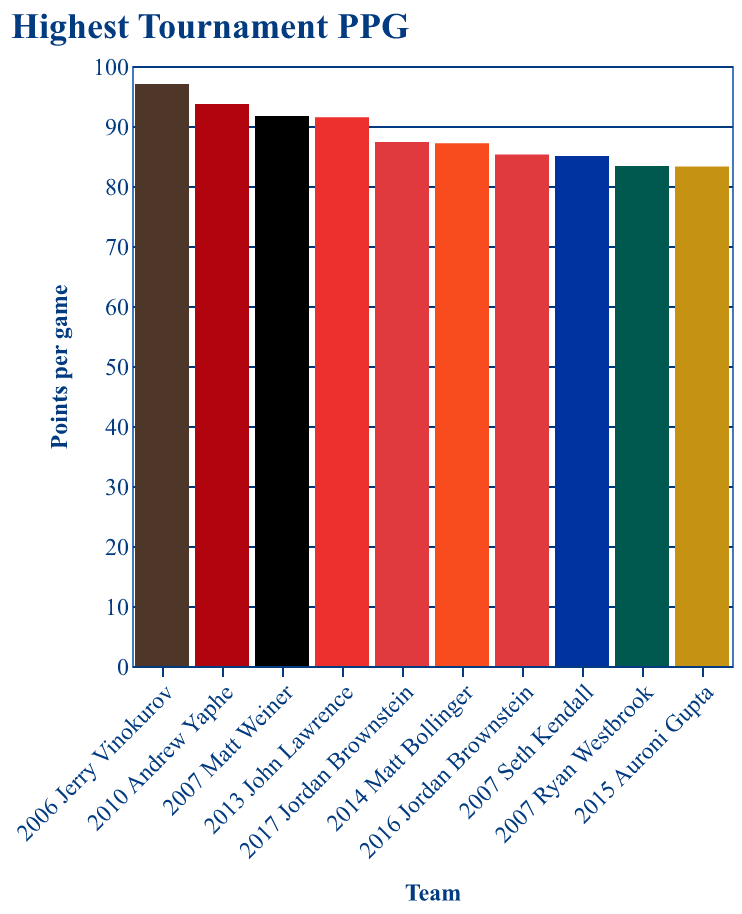 Highest Tournament PPG
100
90
80
70
60
50
40
30
20
10
0
Points per game
2006 Jerry Vinokurov
2010 Andrew Yaphe
2007 Matt Weiner
2013 John Lawrence
2017 Jordan Brownstein
2014 Matt Bollinger
2016 Jordan Brownstein
2007 Seth Kendall
2007 Ryan Westbrook
2015 Auroni Gupta
Team